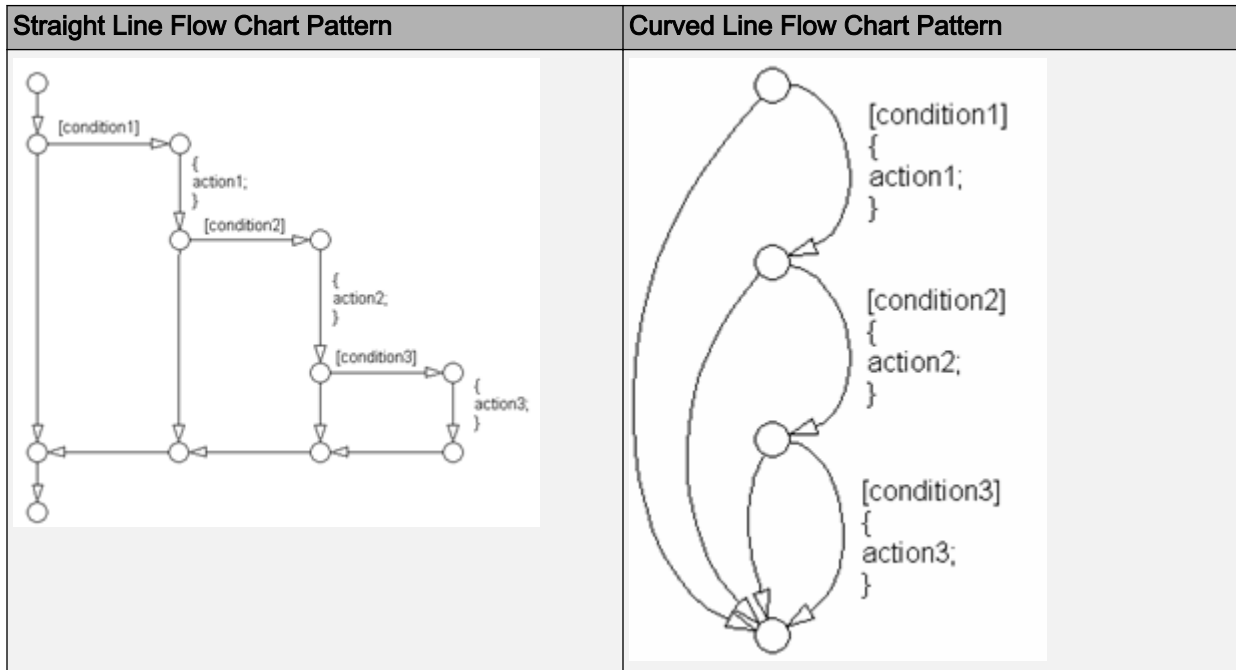 Straight Line Flow Chart Pattern
Curved Line Flow Chart Pattern
[condition1]
{
action1;
}
[condition2]
{
action2;
}
[condition3]
{
action3;
}
[condition1]
{
action1;
}
[condition2]
{
action2;
}
[condition3]
{
action3;
}